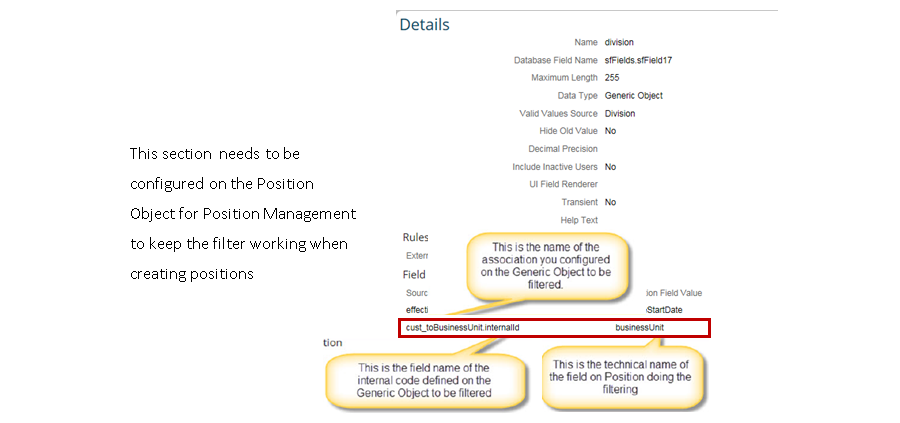 Details
Name division
Database Field Name sfFields.sfField17
Maximum Length 255
Data Type Generic Object
Valid Values Source Division
Hide Old Value No
Decimal Precision
Include Inactive Users No
UI Field Renderer
Transient No
Help Text
This section needs to be
configured on the Position
Object for Position Management
to keep the filter working when
creating positions
Rules
Extern
Field
This is the name of the
association you configured
on the Generic Object to be
filtered.
Sourc ion Field Value
effecti StartDate
cust_toBusinessUnit.internalId businessUnit
tion
This is the field name of the
internal code defined on the
Generic Object to be filtered
This is the technical name of
the field on Position doing the
filtering